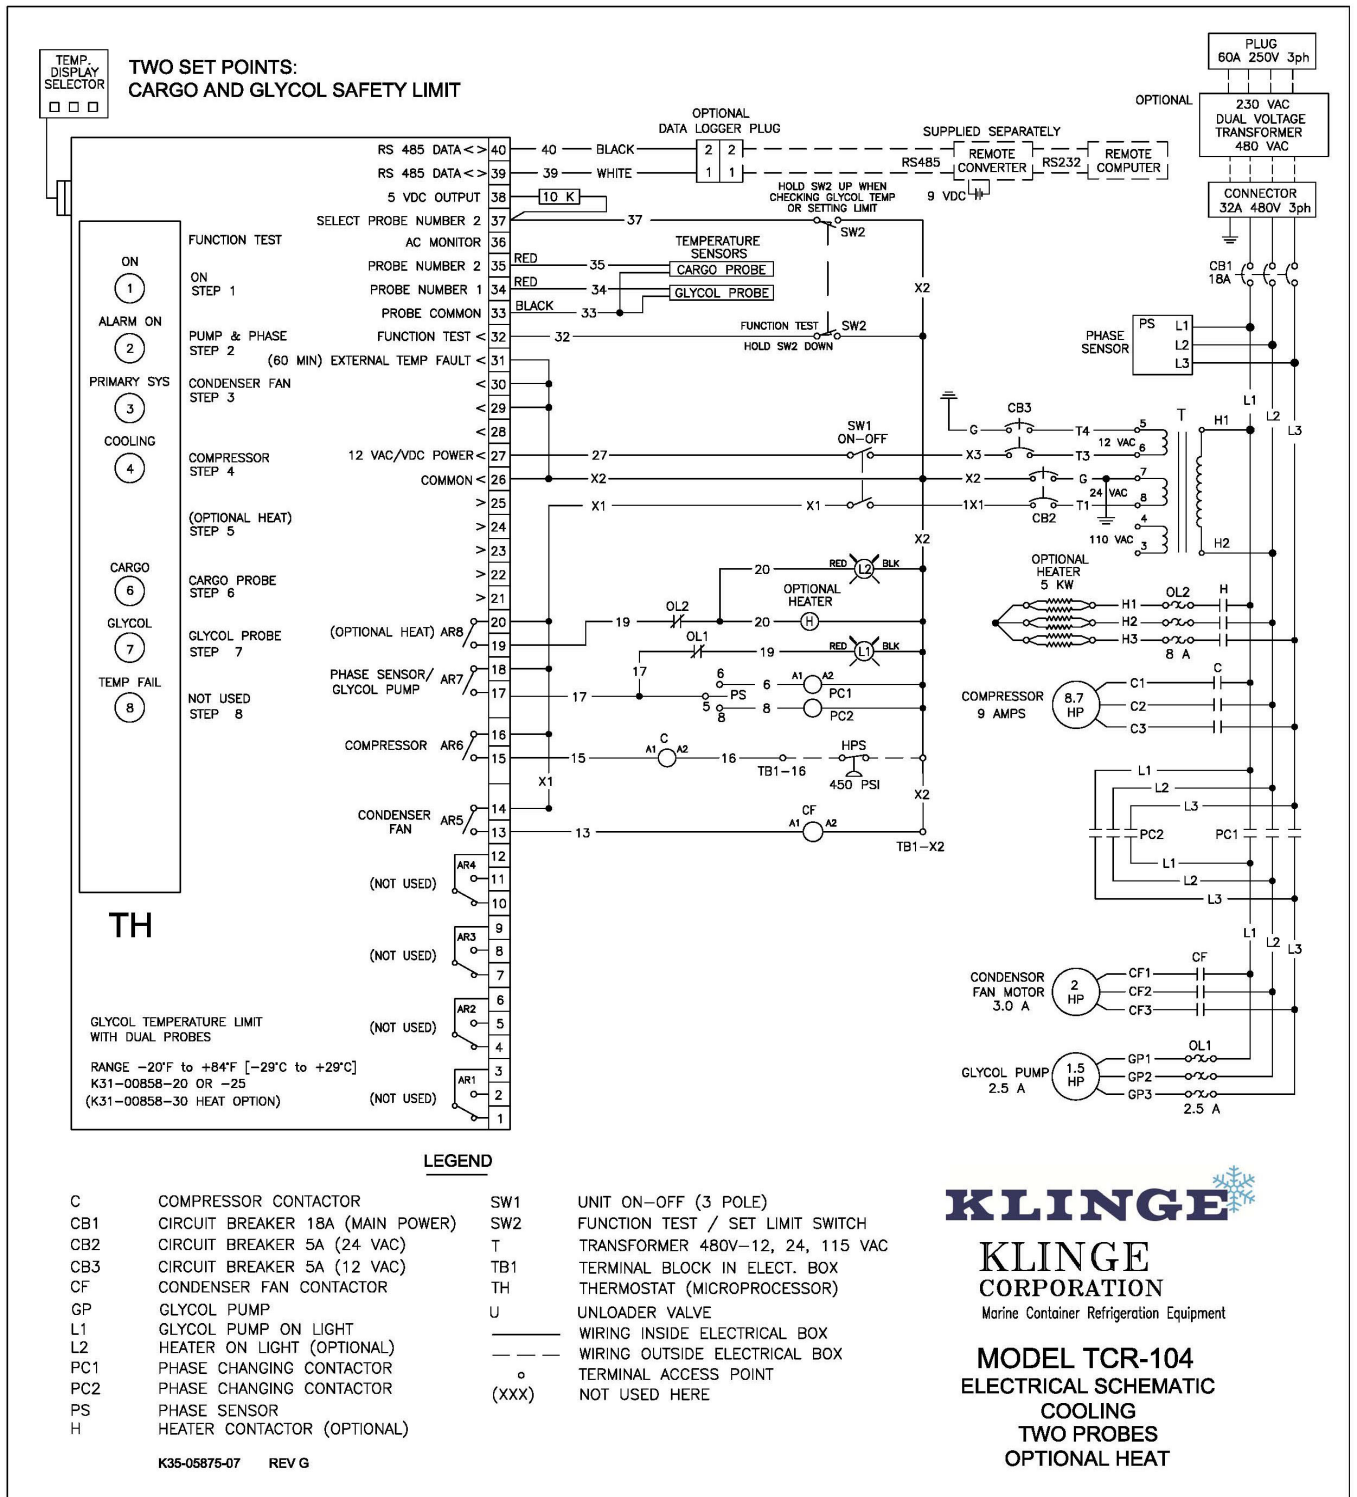 TEMP.
DISPLAY
SELECTOR
TWO SET POINTS:
CARGO AND GLYCOL SAFETY LIMIT
PLUG
60A 250V 3ph
OPTIONAL
230 VAC
DUAL VOLTAGE
TRANSFORMER
480 VAC
CONNECTOR
32A 480V 3ph
OPTIONAL
DATA LOGGER PLUG
SUPPLIED SEPARATELY
RS 485 DATA<> 40 40 BLACK 2 2
RS485
REMOTE
CONVERTER
RS232
REMOTE
COMPUTER
9 VDC
RS 485 DATA<> 39 39 WHITE 1 1
5 VDC OUTPUT 38 10 K
HOLD SW2 UP WHEN
CHECKING GLYCOL TEMP
OR SETTING LIMIT
SELECT PROBE NUMBER 2 37 37 SW2
AC MONITOR 36
TEMPERATURE
SENSORS
PROBE NUMBER 2 35 RED 35 CARGO PROBE
PROBE NUMBER 1 34 RED 34 GLYCOL PROBE
PROBE COMMON 33 BLACK 33
X2
FUNCTION TEST < 32 32 FUNCTION TEST SW2
HOLD SW2 DOWN
(60 MIN) EXTERNAL TEMP FAULT < 31
< 30
< 29
< 28
12 VAC/VDC POWER < 27 27
COMMON < 26 X2
> 25 X1 X1
> 24
> 23
> 22
> 21
SW1
ON-OFF
CB3
G T4 5
12 VAC
X3 T3 6
X2 G 7
24 VAC
1X1 CB2 T1 8
4
110 VAC
3
T
H1
H2
X2
CB1
18A
PHASE
SENSOR
PS L1
L2
L3
L1
L2
L3
FUNCTION TEST
ON
1
ON
STEP 1
ALARM ON
2
PUMP & PHASE
STEP 2
PRIMARY SYS
3
CONDENSER FAN
STEP 3
COOLING
4
COMPRESSOR
STEP 4
(OPTIONAL HEAT)
STEP 5
CARGO
6
CARGO PROBE
STEP 6
GLYCOL
7
GLYCOL PROBE
STEP 7
TEMP FAIL
8
NOT USED
STEP 8
20 RED L2 BLK
OPTIONAL
HEATER
(OPTIONAL HEAT) AR8 20
19 19 OL2 20 H
OL1 19 RED L1 BLK
PHASE SENSOR/
GLYCOL PUMP
AR7 18
17 17 17
PS
6 6 A1 A2 PC1
5
8 8 PC2
COMPRESSOR AR6 16
15 15 A1 C A2 16 TB1-16
HPS
450 PSI
X1
X2
CONDENSER
FAN
AR5 14
13 13 A1 CF A2
TB1-X2
(NOT USED) AR4 12
11
10
(NOT USED) AR3 9
8
7
(NOT USED) AR2 6
5
4
(NOT USED) AR1 3
2
1
OPTIONAL
HEATER
5 KW
H1 OL2 H
H2
H3 8 A
COMPRESSOR
9 AMPS
8.7
HP
C1 C
C2
C3
L1
L2
L3
PC2 PC1
L1
L2
L3
L1
L2
L3
CONDENSOR
FAN MOTOR
3.0 A
2
HP
CF1 CF
CF2
CF3
GLYCOL PUMP
2.5 A
1.5
HP
GP1 OL1
GP2
GP3
2.5 A
TH
GLYCOL TEMPERATURE LIMIT
WITH DUAL PROBES
RANGE -20°F to +84°F [-29°C to +29°C]
K31-00858-20 OR -25
(K31-00858-30 HEAT OPTION)
LEGEND
C COMPRESSOR CONTACTOR
CB1 CIRCUIT BREAKER 18A (MAIN POWER)
CB2 CIRCUIT BREAKER 5A (24 VAC)
CB3 CIRCUIT BREAKER 5A (12 VAC)
CF CONDENSER FAN CONTACTOR
GP GLYCOL PUMP
L1 GLYCOL PUMP ON LIGHT
L2 HEATER ON LIGHT (OPTIONAL)
PC1 PHASE CHANGING CONTACTOR
PC2 PHASE CHANGING CONTACTOR
PS PHASE SENSOR
H HEATER CONTACTOR (OPTIONAL)
SW1 UNIT ON-OFF (3 POLE)
SW2 FUNCTION TEST / SET LIMIT SWITCH
T TRANSFORMER 480V-12, 24, 115 VAC
TB1 TERMINAL BLOCK IN ELECT. BOX
TH THERMOSTAT (MICROPROCESSOR)
U UNLOADER VALVE
WIRING INSIDE ELECTRICAL BOX
WIRING OUTSIDE ELECTRICAL BOX
TERMINAL ACCESS POINT
(XXX) NOT USED HERE
K35-05875-07 REV G
KLINGE
KLINGE
CORPORATION
Marine Container Refrigeration Equipment
MODEL TCR-104
ELECTRICAL SCHEMATIC
COOLING
TWO PROBES
OPTIONAL HEAT